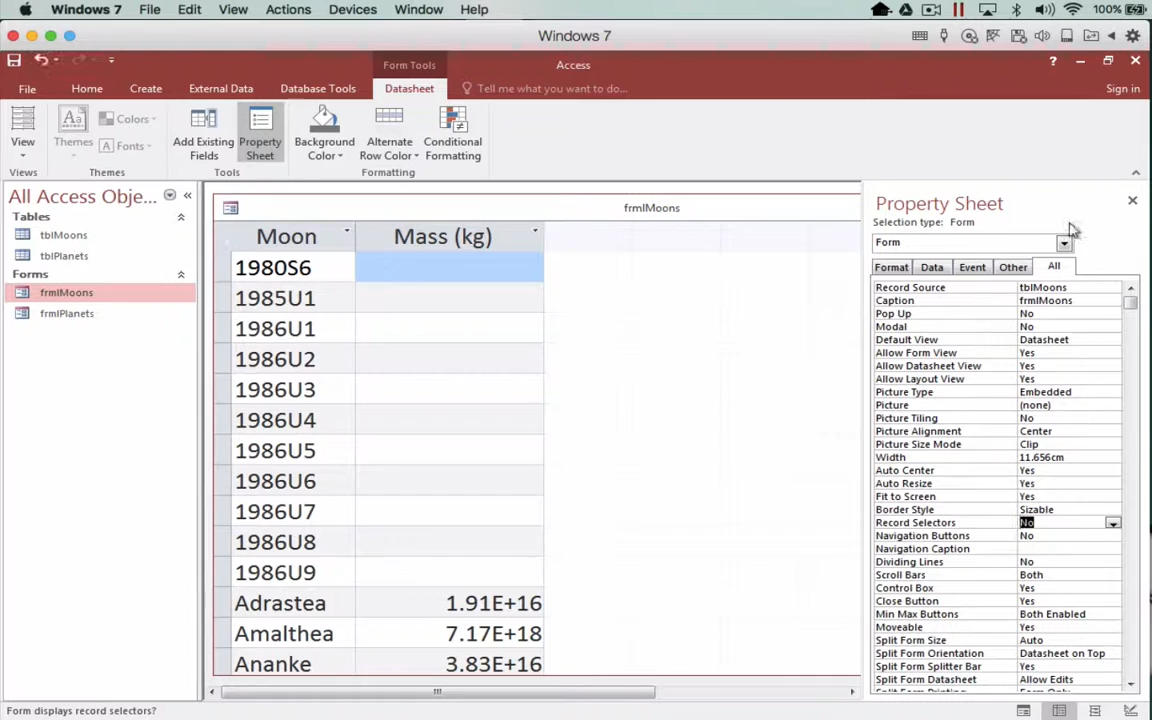 Windows 7 File Edit View Actions Devices Window Help 100%
Windows 7
Form Tools Access Sign in
File Home Create External Data Database Tools Datasheet Tell me what you want to do...
View Themes Colors Fonts Add Existing Fields Property Sheet Background Color Alternate Row Color Conditional Formatting
Views Themes Tools Formatting
All Access Obje... «
Tables
tblMoons
tblPlanets
Forms
frmlMoons
frmlPlanets
frmlMoons
Moon Mass (kg)
1980S6
1985U1
1986U1
1986U2
1986U3
1986U4
1986U5
1986U6
1986U7
1986U8
1986U9
Adrastea 1.91E+16
Amalthea 7.17E+18
Ananke 3.83E+16
Property Sheet
Selection type: Form
Form
Format Data Event Other All
Record Source tblMoons
Caption frmlMoons
Pop Up No
Modal No
Default View Datasheet
Allow Form View Yes
Allow Datasheet View Yes
Allow Layout View Yes
Picture Type Embedded
Picture (none)
Picture Tiling No
Picture Alignment Center
Picture Size Mode Clip
Width 11.656cm
Auto Center Yes
Auto Resize Yes
Fit to Screen Yes
Border Style Sizable
Record Selectors No
Navigation Buttons No
Navigation Caption
Dividing Lines No
Scroll Bars Both
Control Box Yes
Close Button Yes
Min Max Buttons Both Enabled
Moveable Yes
Split Form Size Auto
Split Form Orientation Datasheet on Top
Split Form Splitter Bar Yes
Split Form Datasheet Allow Edits
Split Form Printing Form Only
Form displays record selectors?